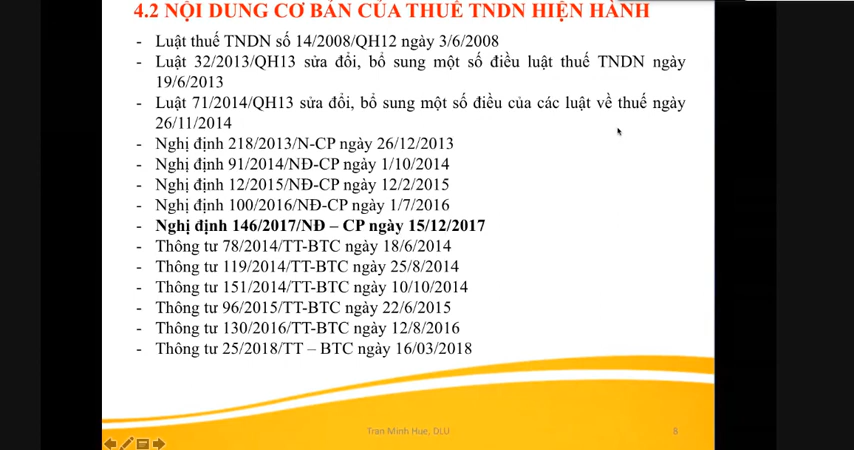 4.2 NỘI DUNG CƠ BẢN CỦA THUẾ TNDN HIỆN HÀNH
- Luật thuế TNDN số 14/2008/QH12 ngày 3/6/2008
- Luật 32/2013/QH13 sửa đổi, bổ sung một số điều luật thuế TNDN ngày
19/6/2013
- Luật 71/2014/QH13 sửa đổi, bổ sung một số điều của các luật về thuế ngày
26/11/2014
- Nghị định 218/2013/N-CP ngày 26/12/2013
- Nghị định 91/2014/NĐ-CP ngày 1/10/2014
- Nghị định 12/2015/NĐ-CP ngày 12/2/2015
- Nghị định 100/2016/NĐ-CP ngày 1/7/2016
- Nghị định 146/2017/NĐ – CP ngày 15/12/2017
- Thông tư 78/2014/TT-BTC ngày 18/6/2014
- Thông tư 119/2014/TT-BTC ngày 25/8/2014
- Thông tư 151/2014/TT-BTC ngày 10/10/2014
- Thông tư 96/2015/TT-BTC ngày 22/6/2015
- Thông tư 130/2016/TT-BTC ngày 12/8/2016
- Thông tư 25/2018/TT – BTC ngày 16/03/2018
Tran Minh Hue, DLU 8